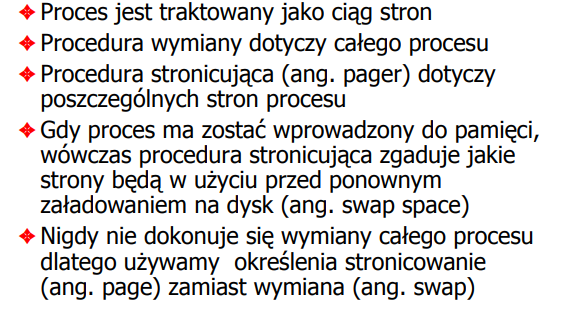 Proces jest traktowany jako ciąg stron
Procedura wymiany dotyczy całego procesu
Procedura stronicująca (ang. pager) dotyczy
poszczególnych stron procesu
Gdy proces ma zostać wprowadzony do pamięci,
wówczas procedura stronicująca zgaduje jakie
strony będą w użyciu przed ponownym
załadowaniem na dysk (ang. swap space)
Nigdy nie dokonuje się wymiany całego procesu
dlatego używamy określenia stronicowanie
(ang. page) zamiast wymiana (ang. swap)